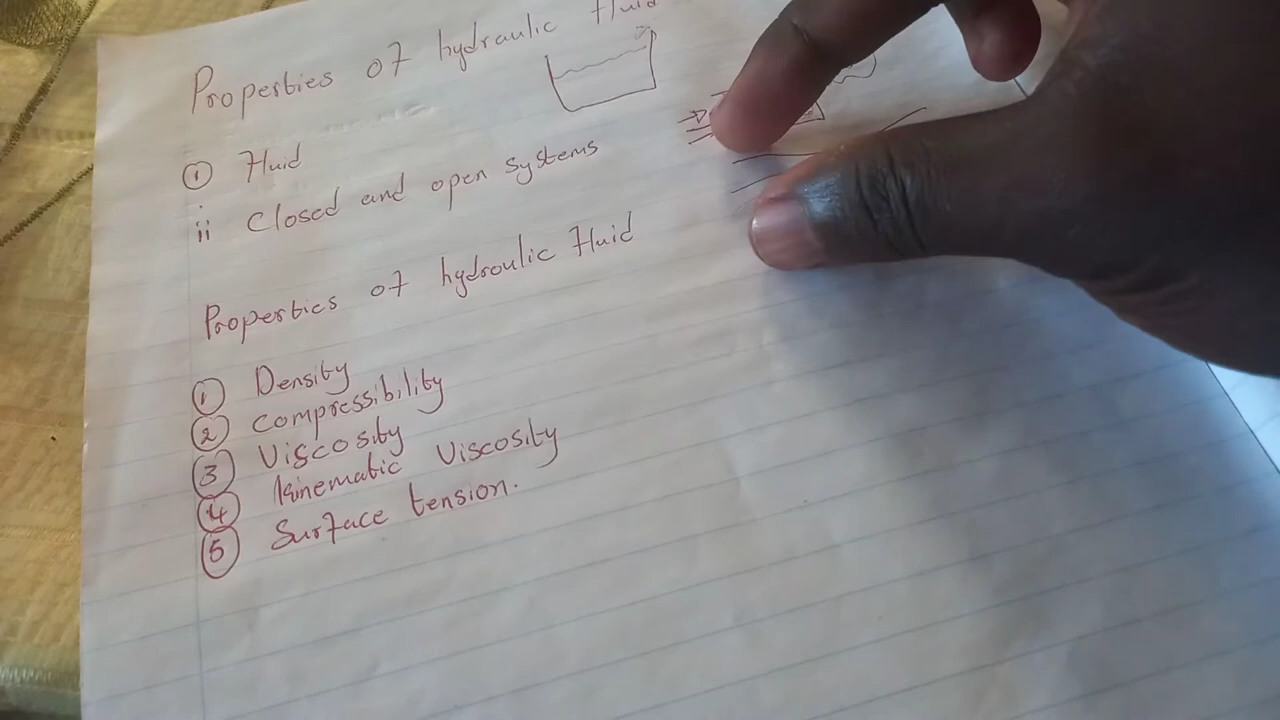 Properties of hydraulic fluid
① Fluid
ii Closed and open systems
Properties of hydraulic Fluid
① Density
② Compressibility
③ Viscosity
④ Kinematic Viscosity
⑤ Surface tension.